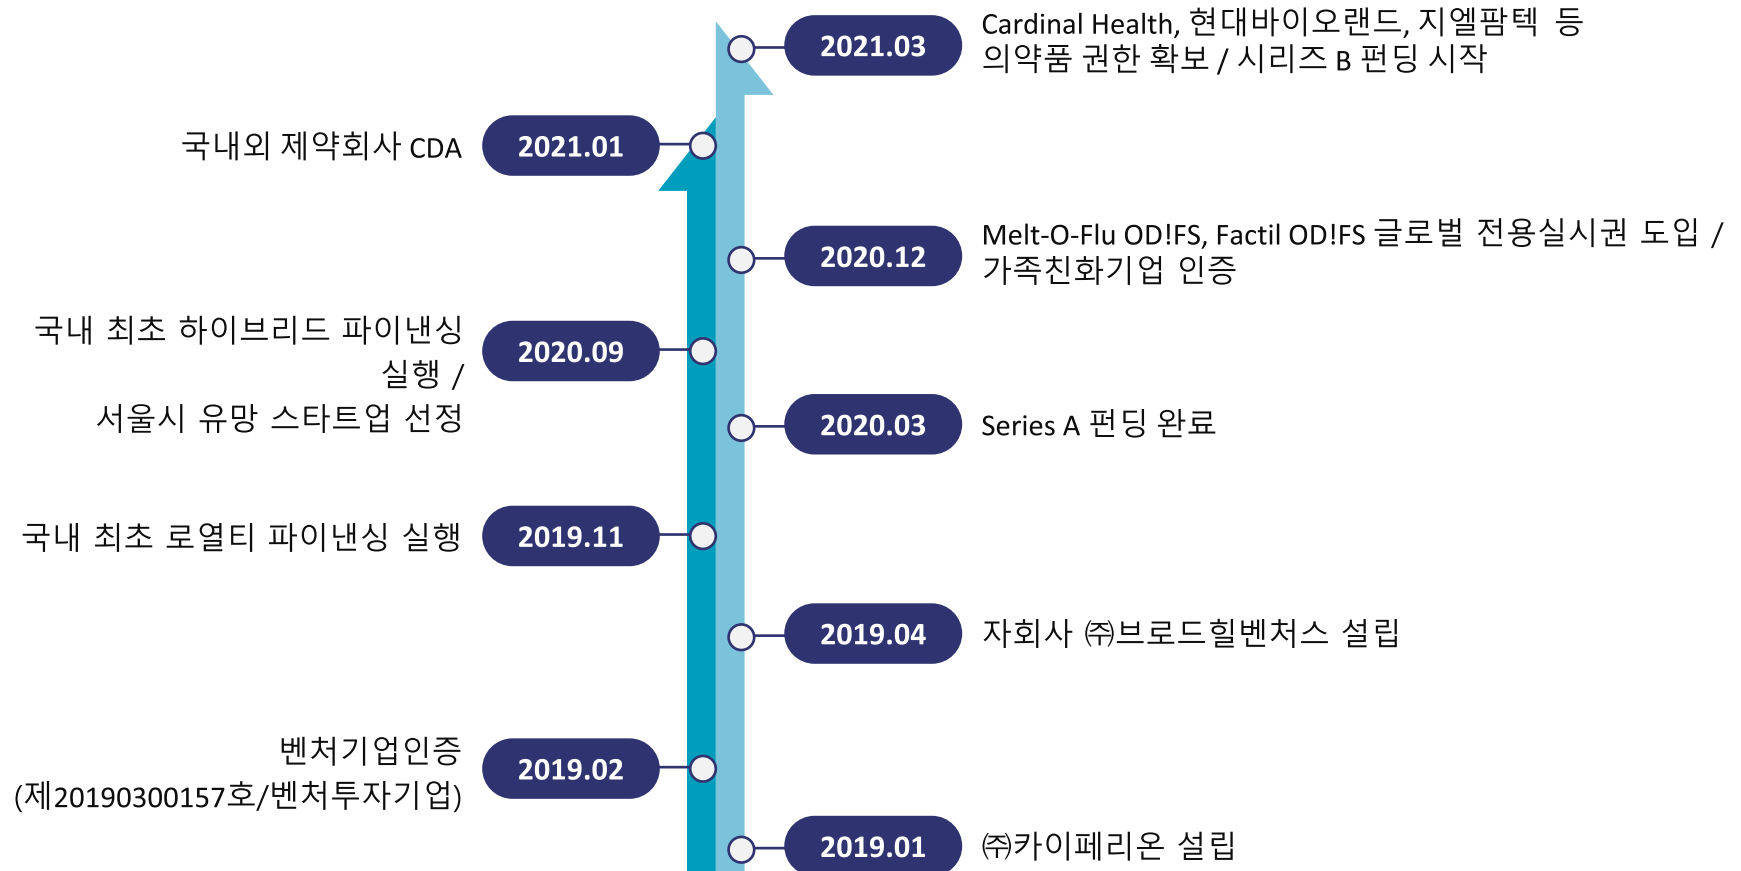 2021.03
Cardinal Health, 현대바이오랜드, 지엘팜텍 등
의약품 권한 확보 / 시리즈 B 펀딩 시작
국내외 제약회사 CDA
2021.01
2020.12
Melt-O-Flu OD!FS, Factil OD!FS 글로벌 전용실시권 도입 /
가족친화기업 인증
국내 최초 하이브리드 파이낸싱
실행 /
서울시 유망 스타트업 선정
2020.09
2020.03
Series A 펀딩 완료
국내 최초 로열티 파이낸싱 실행
2019.11
2019.04
자회사 ㈜브로드힐벤처스 설립
벤처기업인증
(제20190300157호/벤처투자기업)
2019.02
2019.01
㈜카이페리온 설립